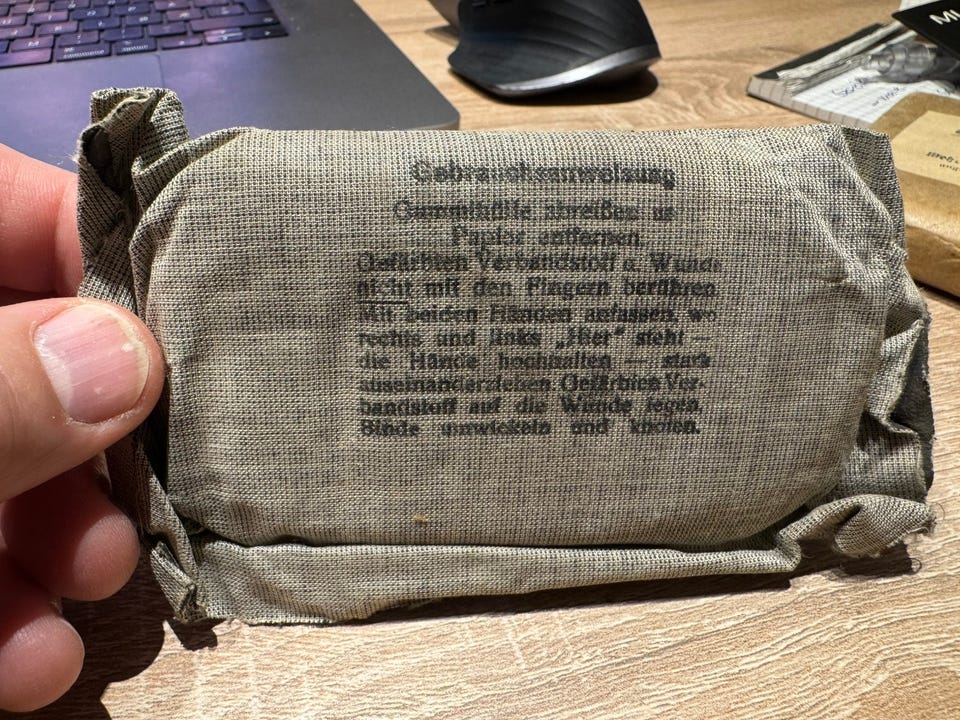 Gebrauchsanweisung
Gummihülle abreißen u
Papier entfernen.
Gefärbten Verbandstoff u. Wunde
nicht mit den Fingern berühren
Mit beiden Händen anfassen, wo
rechts und links „Hier“ steht —
die Hände hochhalten — stark
auseinanderziehen Gefärbten Ver-
bandstoff auf die Wunde legen.
Binde umwickeln und knoten.